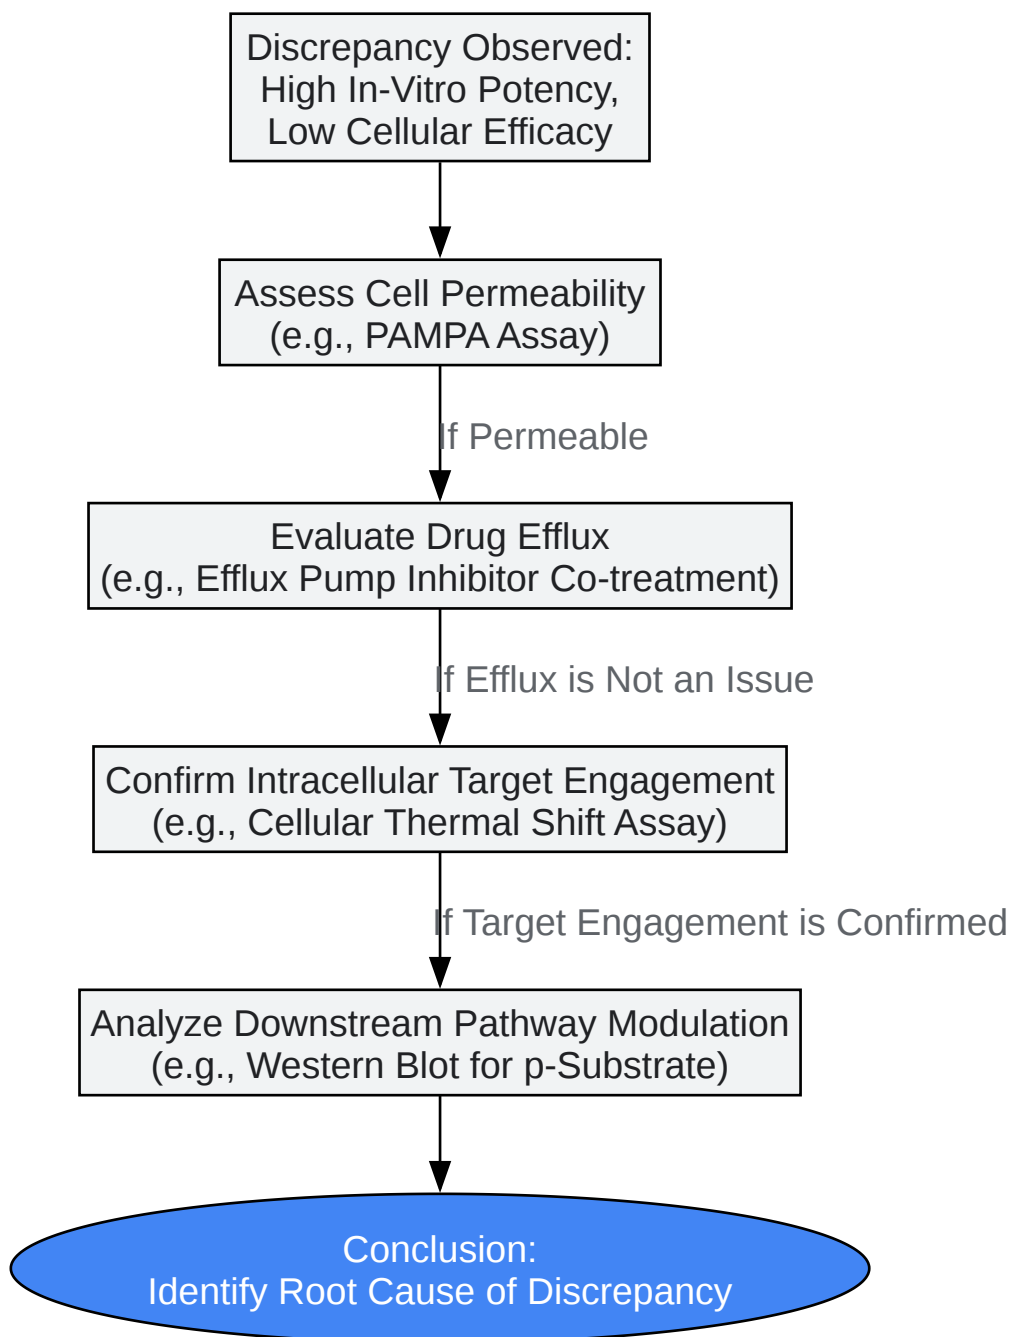 Discrepancy Observed:
High In-Vitro Potency,
Low Cellular Efficacy
Assess Cell Permeability
(e.g., PAMPA Assay)
If Permeable
Evaluate Drug Efflux
(e.g., Efflux Pump Inhibitor Co-treatment)
If Efflux is Not an Issue
Confirm Intracellular Target Engagement
(e.g., Cellular Thermal Shift Assay)
If Target Engagement is Confirmed
Analyze Downstream Pathway Modulation
(e.g., Western Blot for p-Substrate)
Conclusion:
Identify Root Cause of Discrepancy